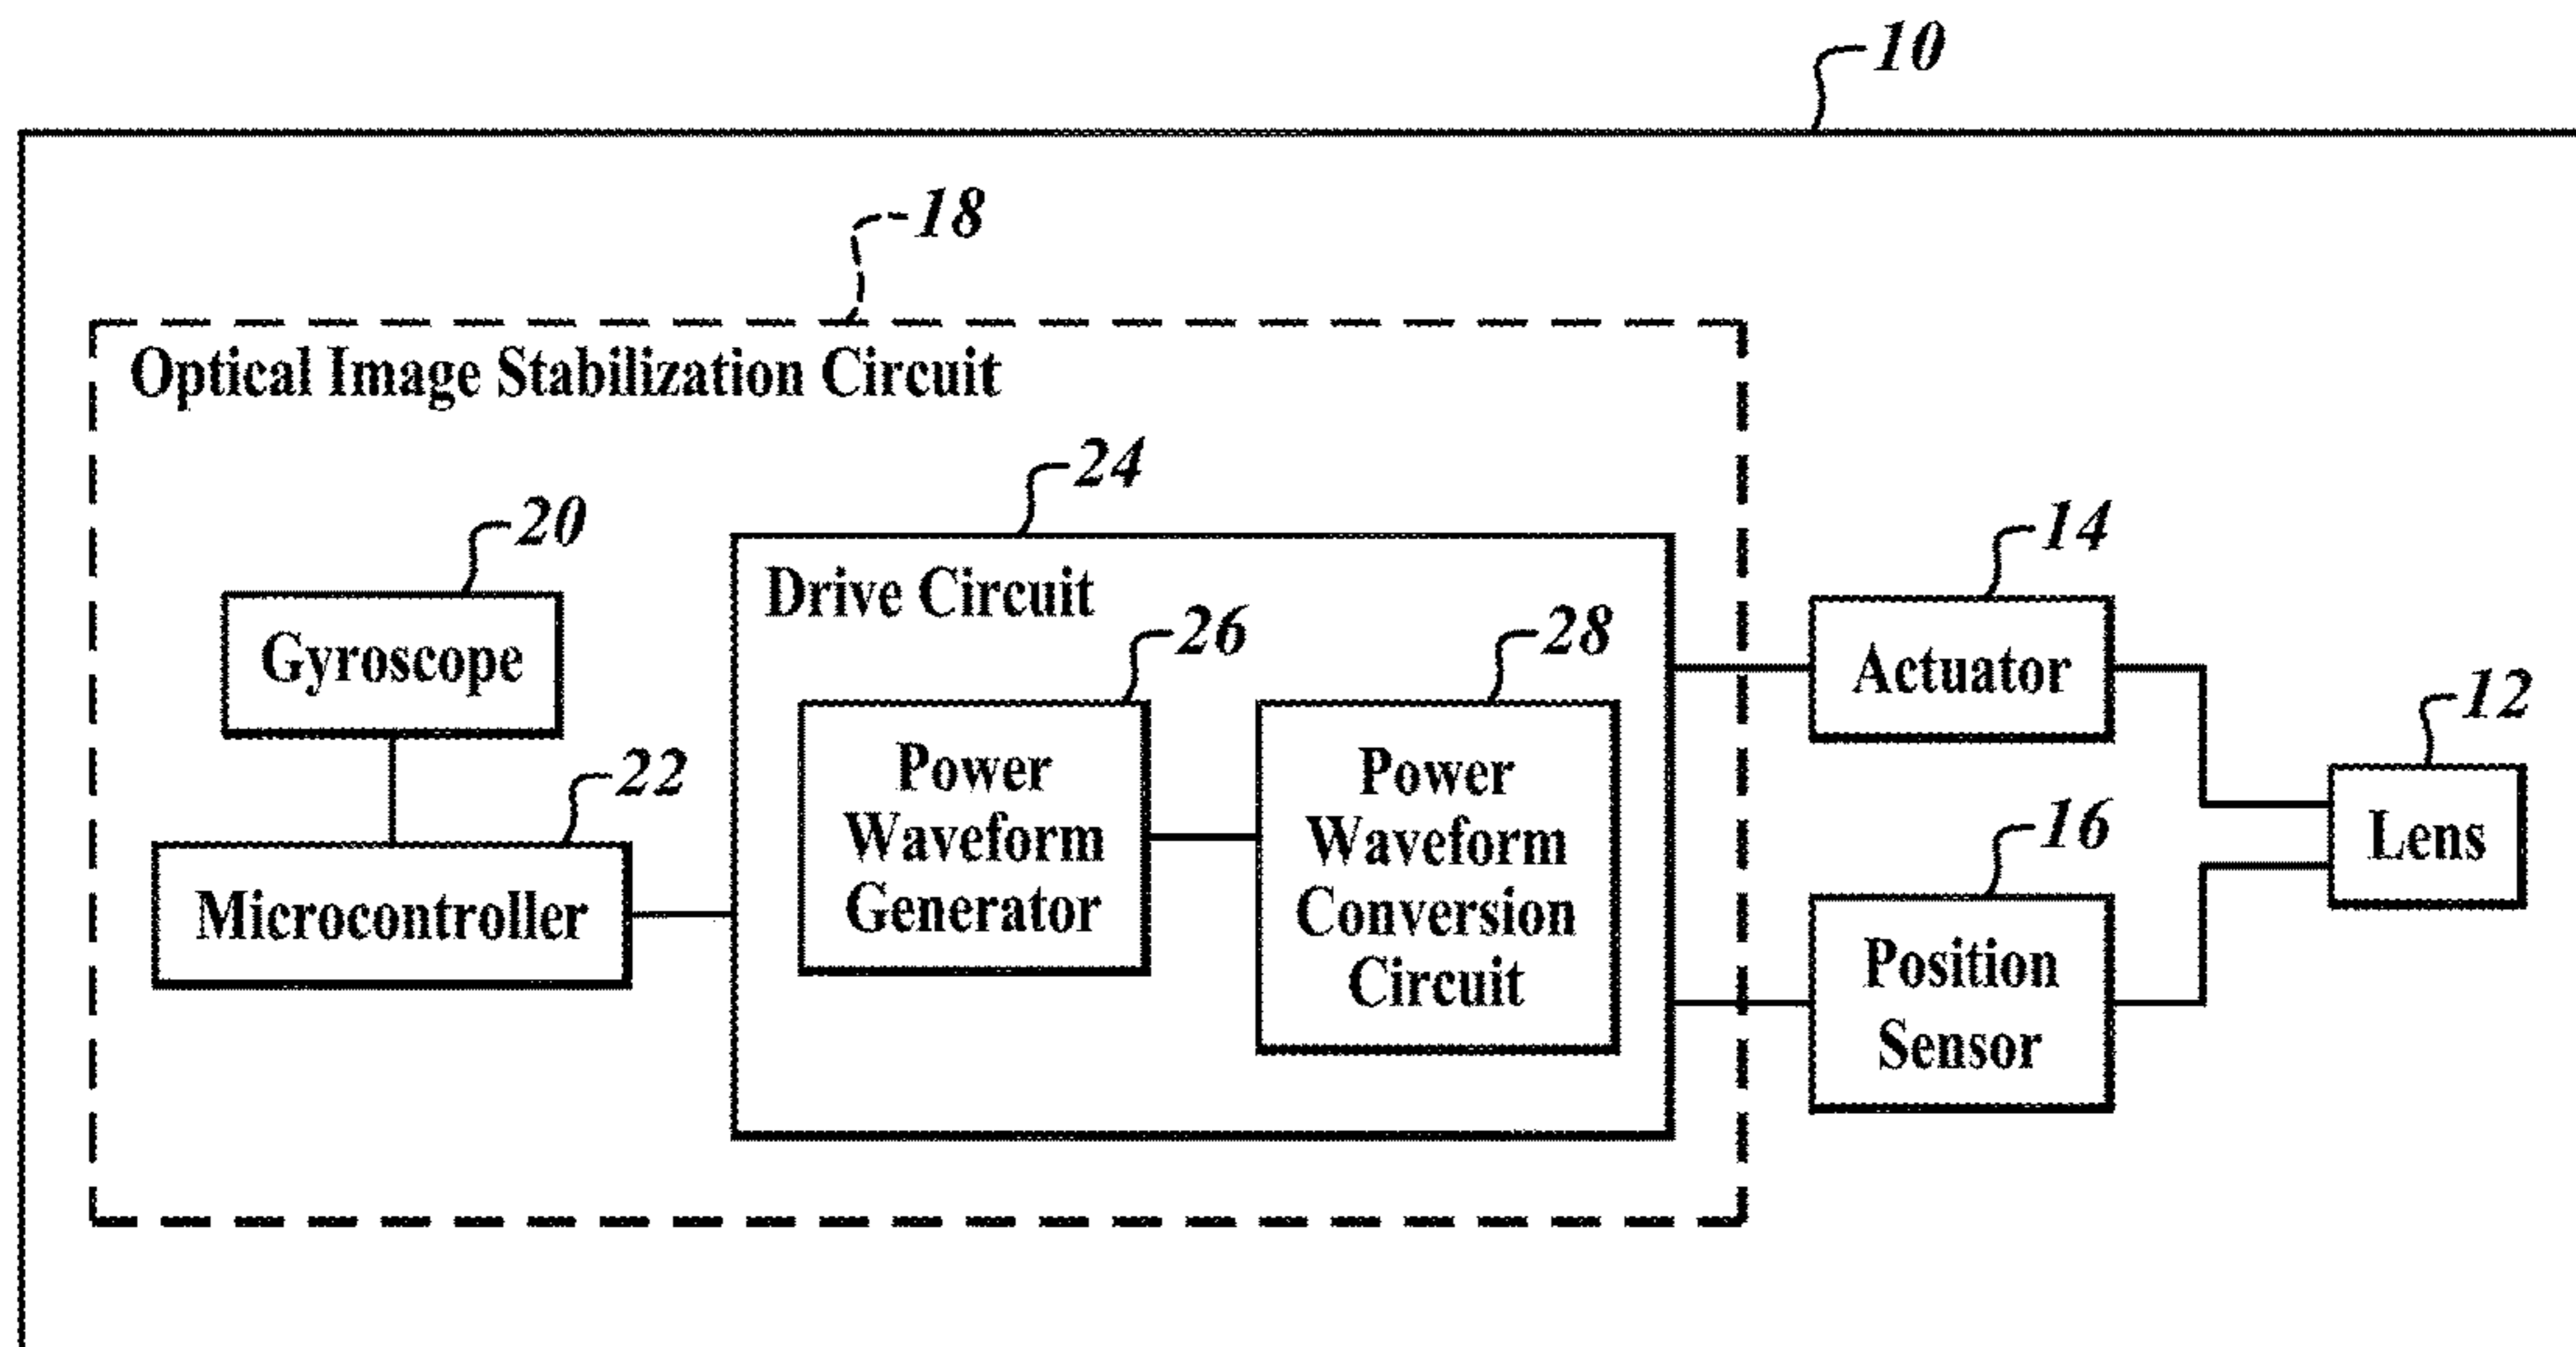 10
18
Optical Image Stabilization Circuit
24
20
14
Drive Circuit
26
28
Gyroscope
Actuator
12
22
Power
Waveform
Generator
Power
Waveform
Conversion
Circuit
16
Lens
Microcontroller
Position
Sensor